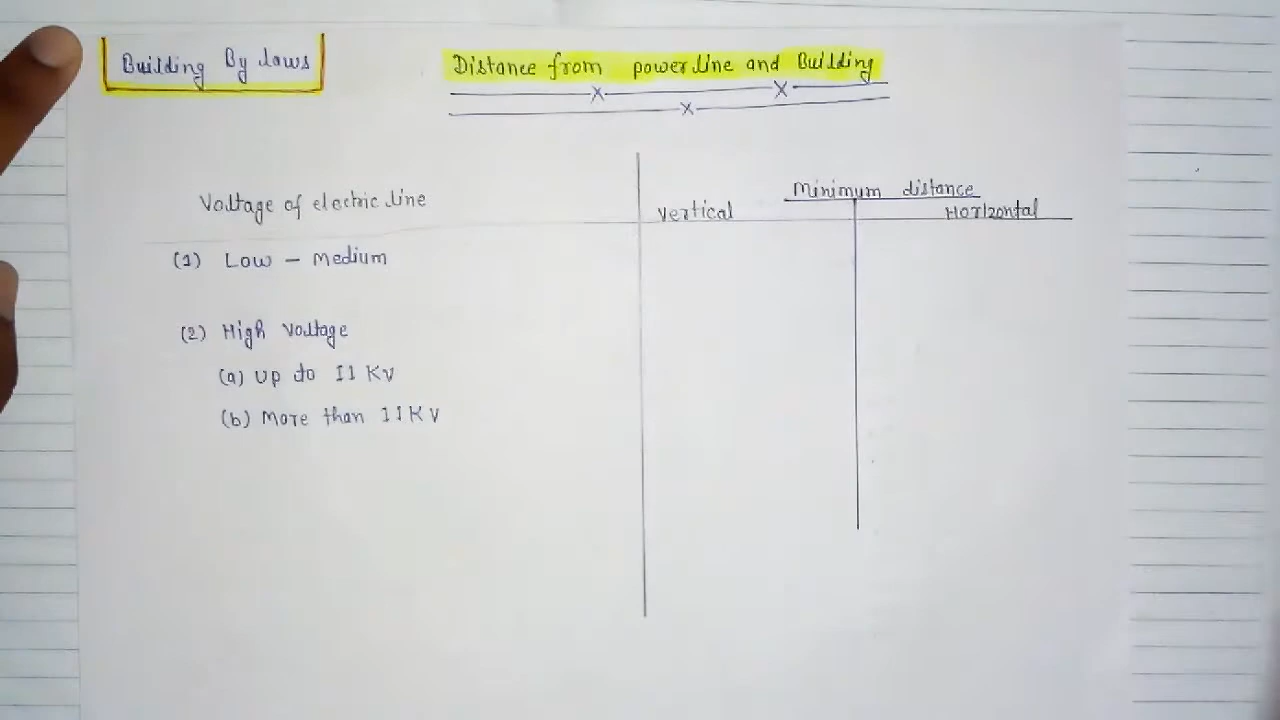 Building By laws
Distance from power line and Building
Voltage of electric line
Minimum distance
Vertical
Horizontal
(1) Low - Medium
(2) High Voltage
(a) Up to 11 KV
(b) More than 11 KV